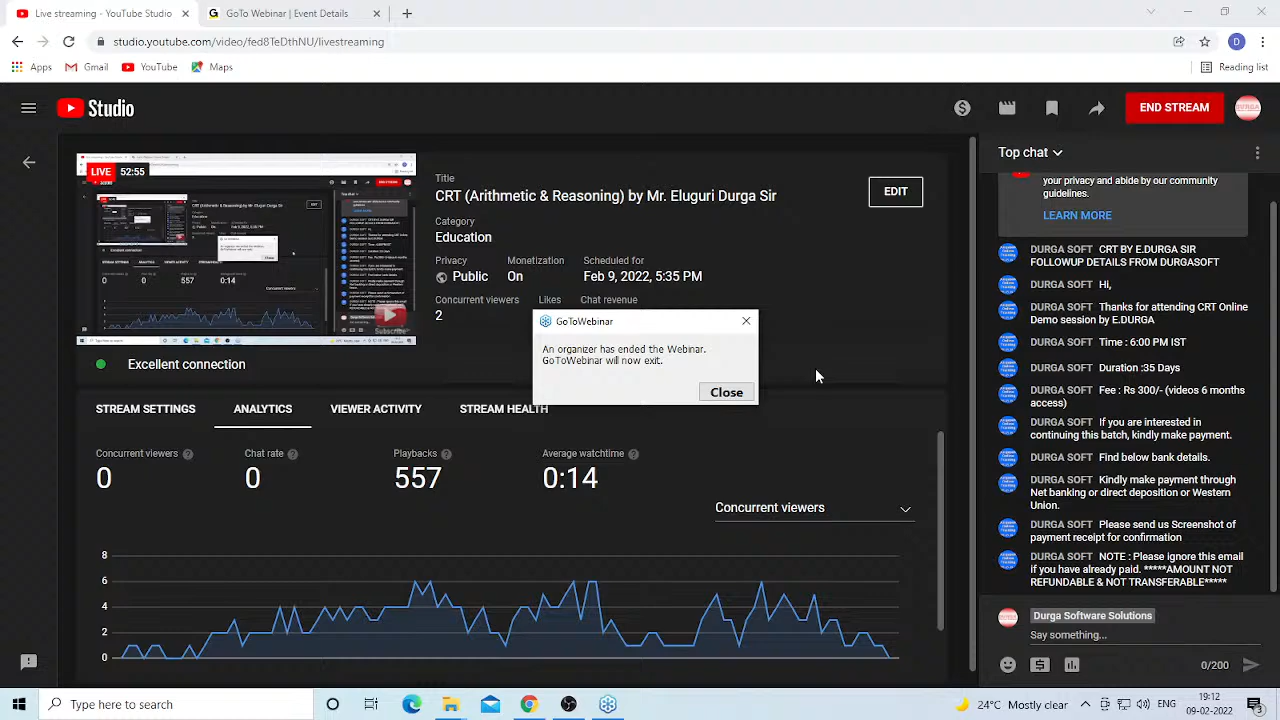 Live streaming - YouTube Studio
GoTo Webinar | Event Details
studio.youtube.com/video/fed8TeDthNU/livestreaming
Apps
Gmail
YouTube
Maps
Reading list
Studio
END STREAM
LIVE 52:55
Title
CRT (Arithmetic & Reasoning) by Mr. Eluguri Durga Sir
EDIT
Category
Education
Privacy
Monetization
Scheduled for
Public
On
Feb 9, 2022, 5:35 PM
Concurrent viewers
Likes
Chat rate
2
Excellent connection
Subscribe
GoToWebinar
An organizer has ended the Webinar.
GoToWebinar will now exit.
Close
STREAM SETTINGS
ANALYTICS
VIEWER ACTIVITY
STREAM HEALTH
Concurrent viewers
Chat rate
Playbacks
Average watchtime
0
0
557
0:14
Concurrent viewers
8
6
4
2
0
Top chat
abide by our community
guidelines.
DURGA SOFT CRT BY E.DURGA SIR
FOLLOWUP DETAILS FROM DURGASOFT
DURGA SOFT Hi,
DURGA SOFT Thanks For attending CRT Online
Demo session by E.DURGA SIR
DURGA SOFT Time : 6:00 PM IST
DURGA SOFT Duration :35 Days
DURGA SOFT Fee : Rs 300/- (videos 6 months
access)
DURGA SOFT If you are interested in
continuing this batch, kindly make payment.
DURGA SOFT Find below bank details.
DURGA SOFT Kindly make payment through
Net banking or direct deposition or Western
Union.
DURGA SOFT Please send us scanshot of
payment receipt for confirmation
DURGA SOFT NOTE : Please ignore this email
if you have already paid. *****AMOUNT NOT
REFUNDABLE & NOT TRANSFERABLE*****
Durga Software Solutions
Say something...
0/200
Type here to search
24°C Mostly clear
ENG
19:12
09-02-2022